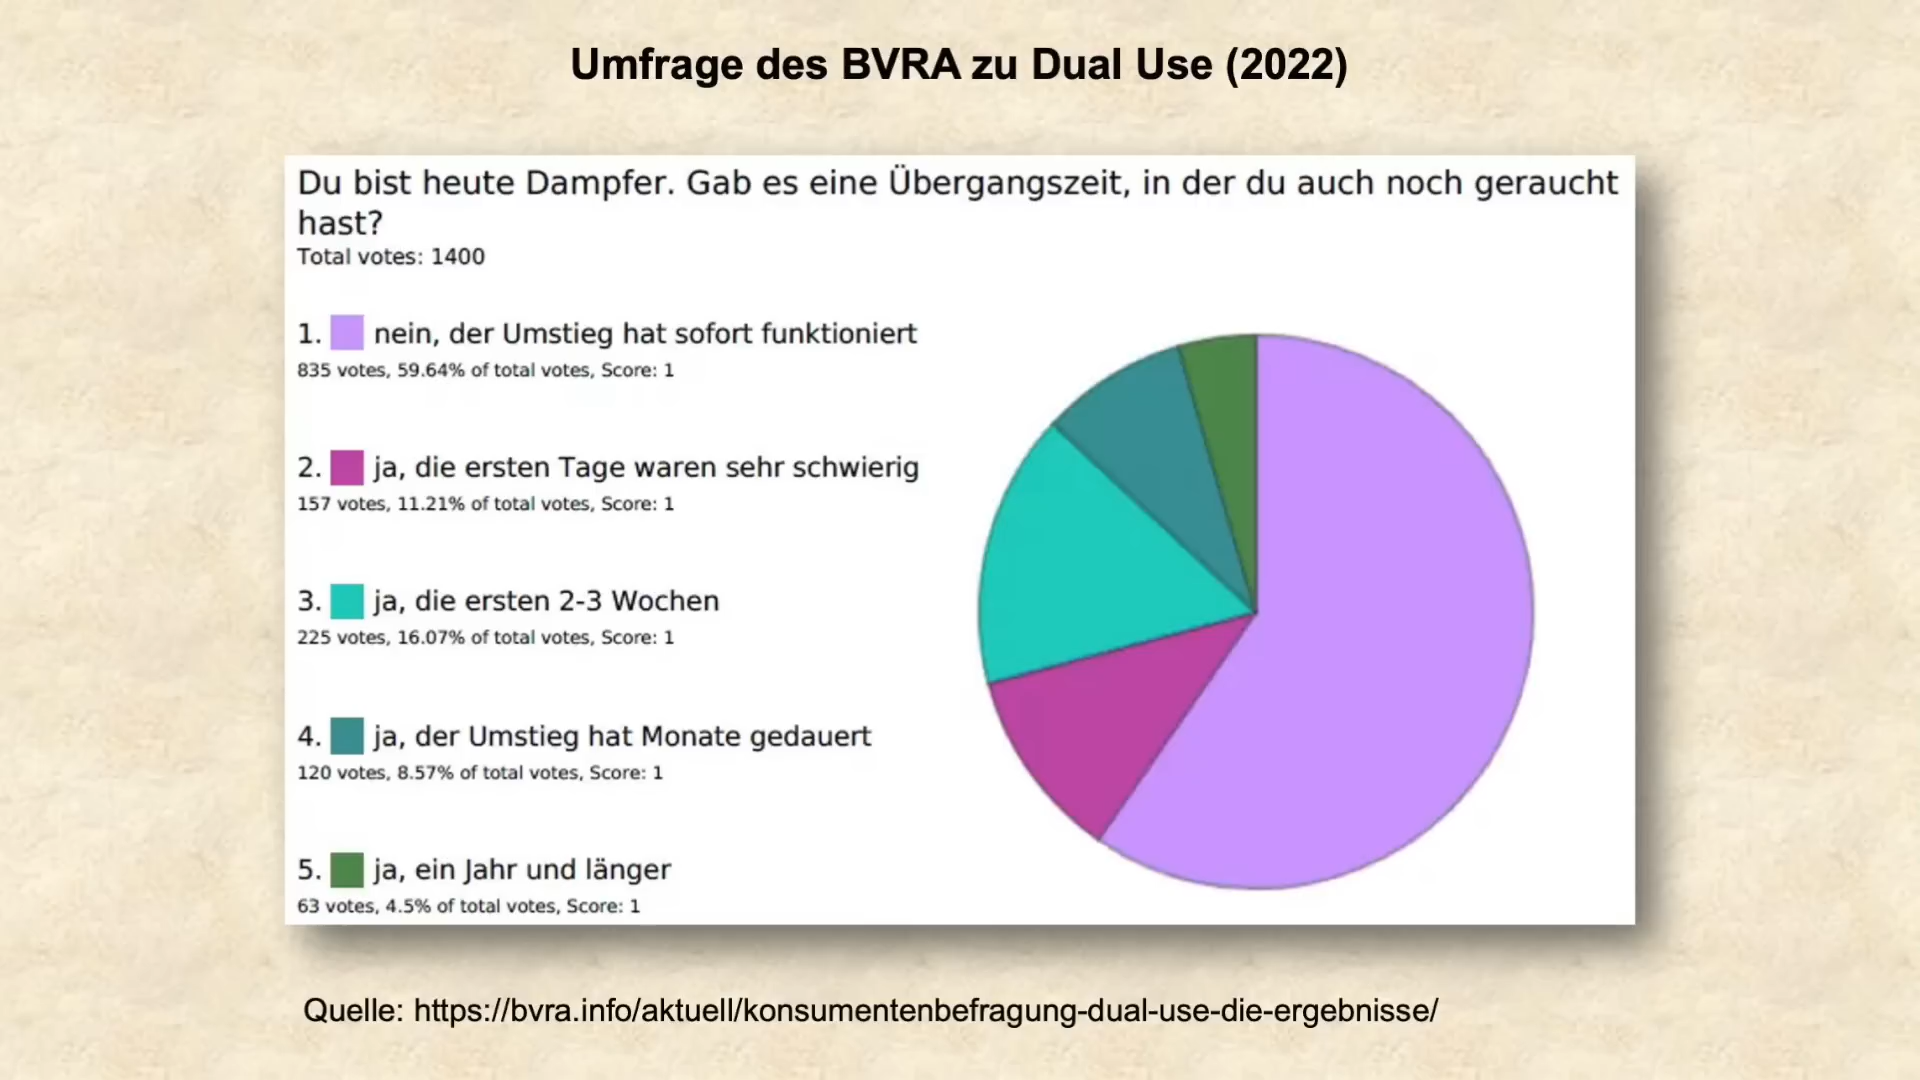 Umfrage des BVRA zu Dual Use (2022)
Du bist heute Dampfer. Gab es eine Übergangszeit, in der du auch noch geraucht
hast?
Total votes: 1400
1. nein, der Umstieg hat sofort funktioniert
835 votes, 59.64% of total votes, Score: 1
2. ja, die ersten Tage waren sehr schwierig
157 votes, 11.21% of total votes, Score: 1
3. ja, die ersten 2-3 Wochen
225 votes, 16.07% of total votes, Score: 1
4. ja, der Umstieg hat Monate gedauert
120 votes, 8.57% of total votes, Score: 1
5. ja, ein Jahr und länger
63 votes, 4.5% of total votes, Score: 1
Quelle: https://bvra.info/aktuell/konsumentenbefragung-dual-use-die-ergebnisse/